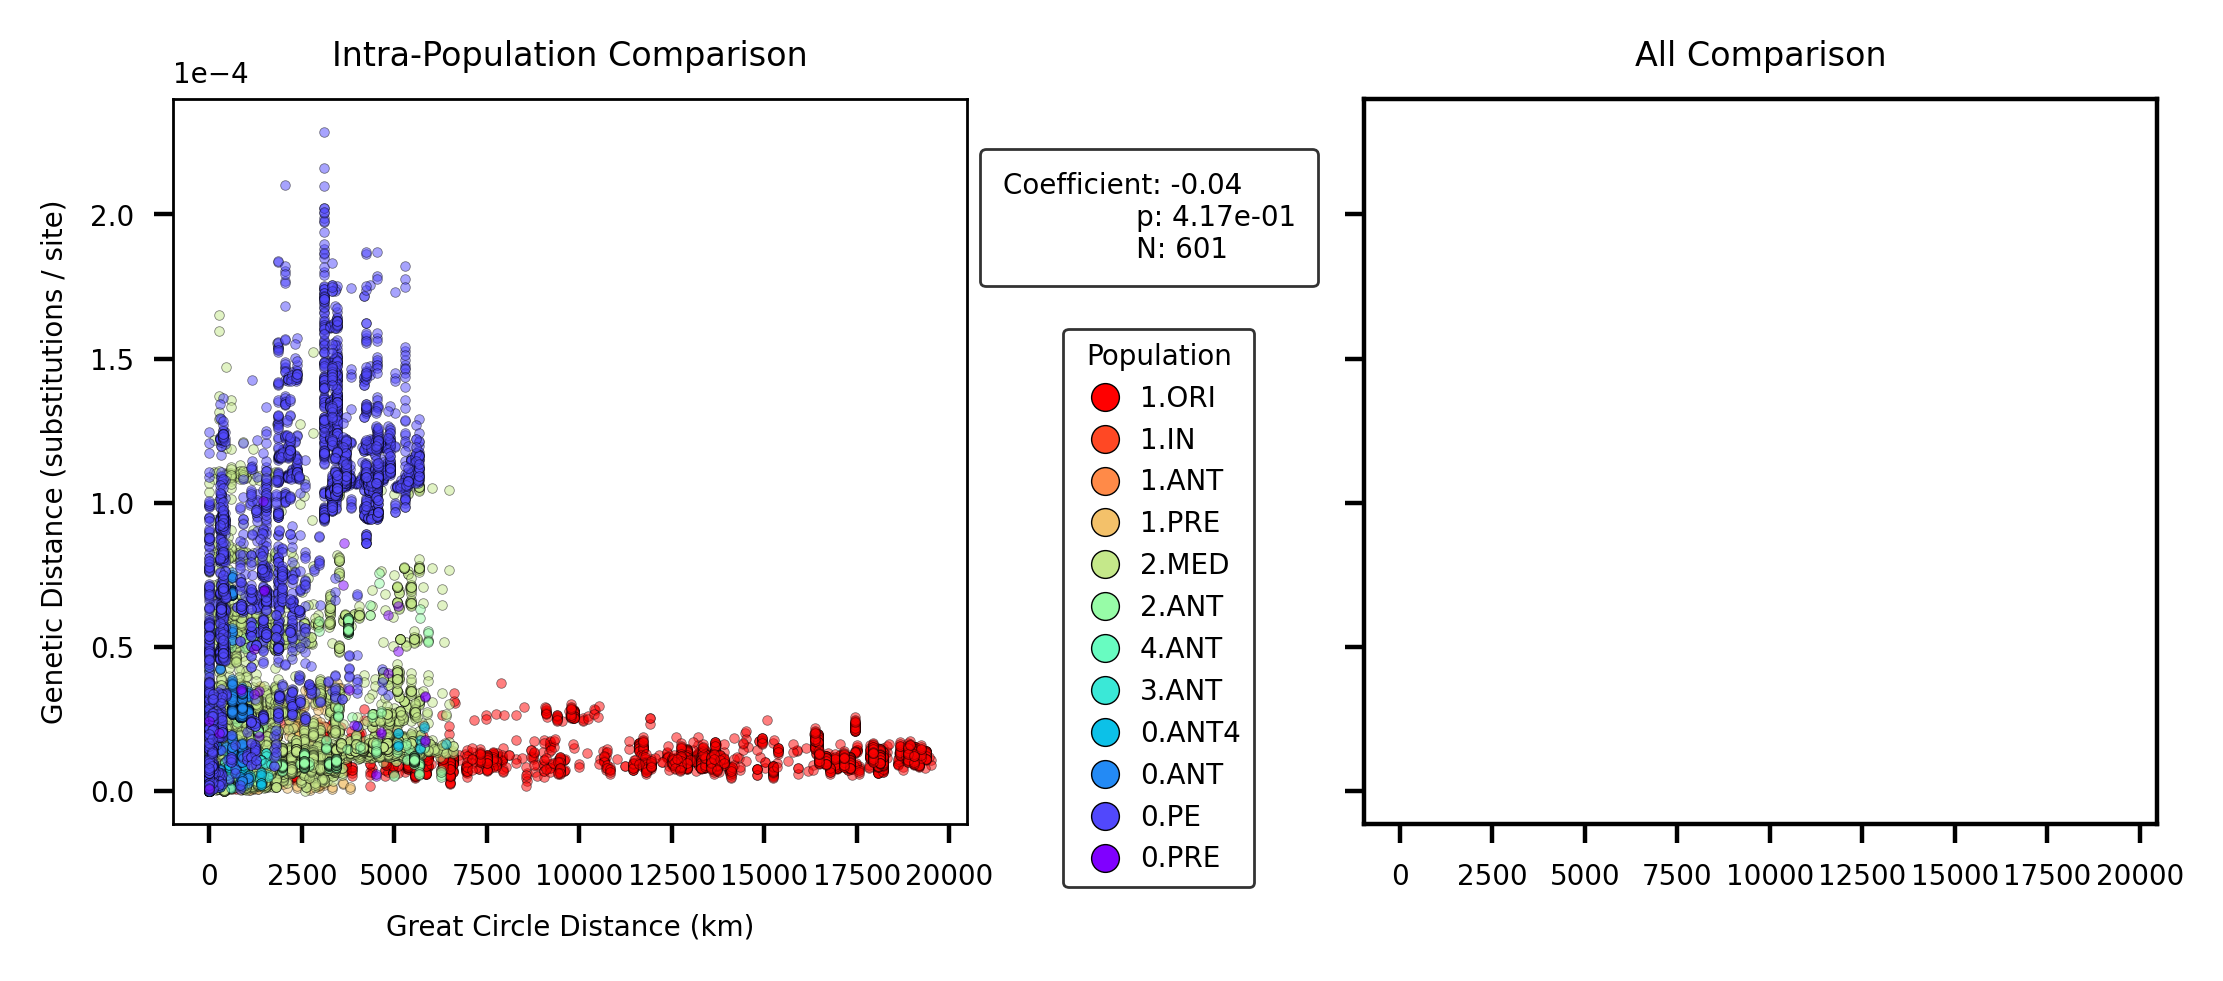 Intra-Population Comparison
1e−4
Genetic Distance (substitutions / site)
2.0
1.5
1.0
0.5
0.0
0 2500 5000 7500 10000 12500 15000 17500 20000
Great Circle Distance (km)
Coefficient: -0.04
p: 4.17e-01
N: 601
Population
1.ORI
1.IN
1.ANT
1.PRE
2.MED
2.ANT
4.ANT
3.ANT
0.ANT4
0.ANT
0.PE
0.PRE
All Comparison
0 2500 5000 7500 10000 12500 15000 17500 20000